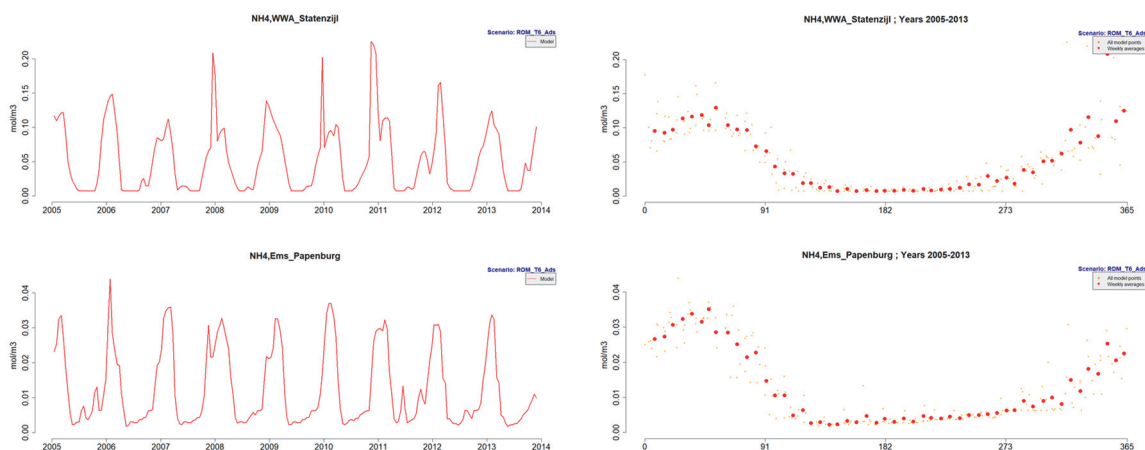 NH4,WWA_Statenzijl
Scenario: ROM_T6_Ads
Model
mol/m3
0.20
0.15
0.10
0.05
0.00
2005 2006 2007 2008 2009 2010 2011 2012 2013 2014
NH4,WWA_Statenzijl ; Years 2005-2013
Scenario: ROM_T6_Ads
All model points
Weekly averages
mol/m3
0.20
0.15
0.10
0.05
0.00
0 91 182 273 365
NH4,Ems_Papenburg
Scenario: ROM_T6_Ads
Model
mol/m3
0.04
0.03
0.02
0.01
0.00
2005 2006 2007 2008 2009 2010 2011 2012 2013 2014
NH4,Ems_Papenburg ; Years 2005-2013
Scenario: ROM_T6_Ads
All model points
Weekly averages
mol/m3
0.04
0.03
0.02
0.01
0.00
0 91 182 273 365